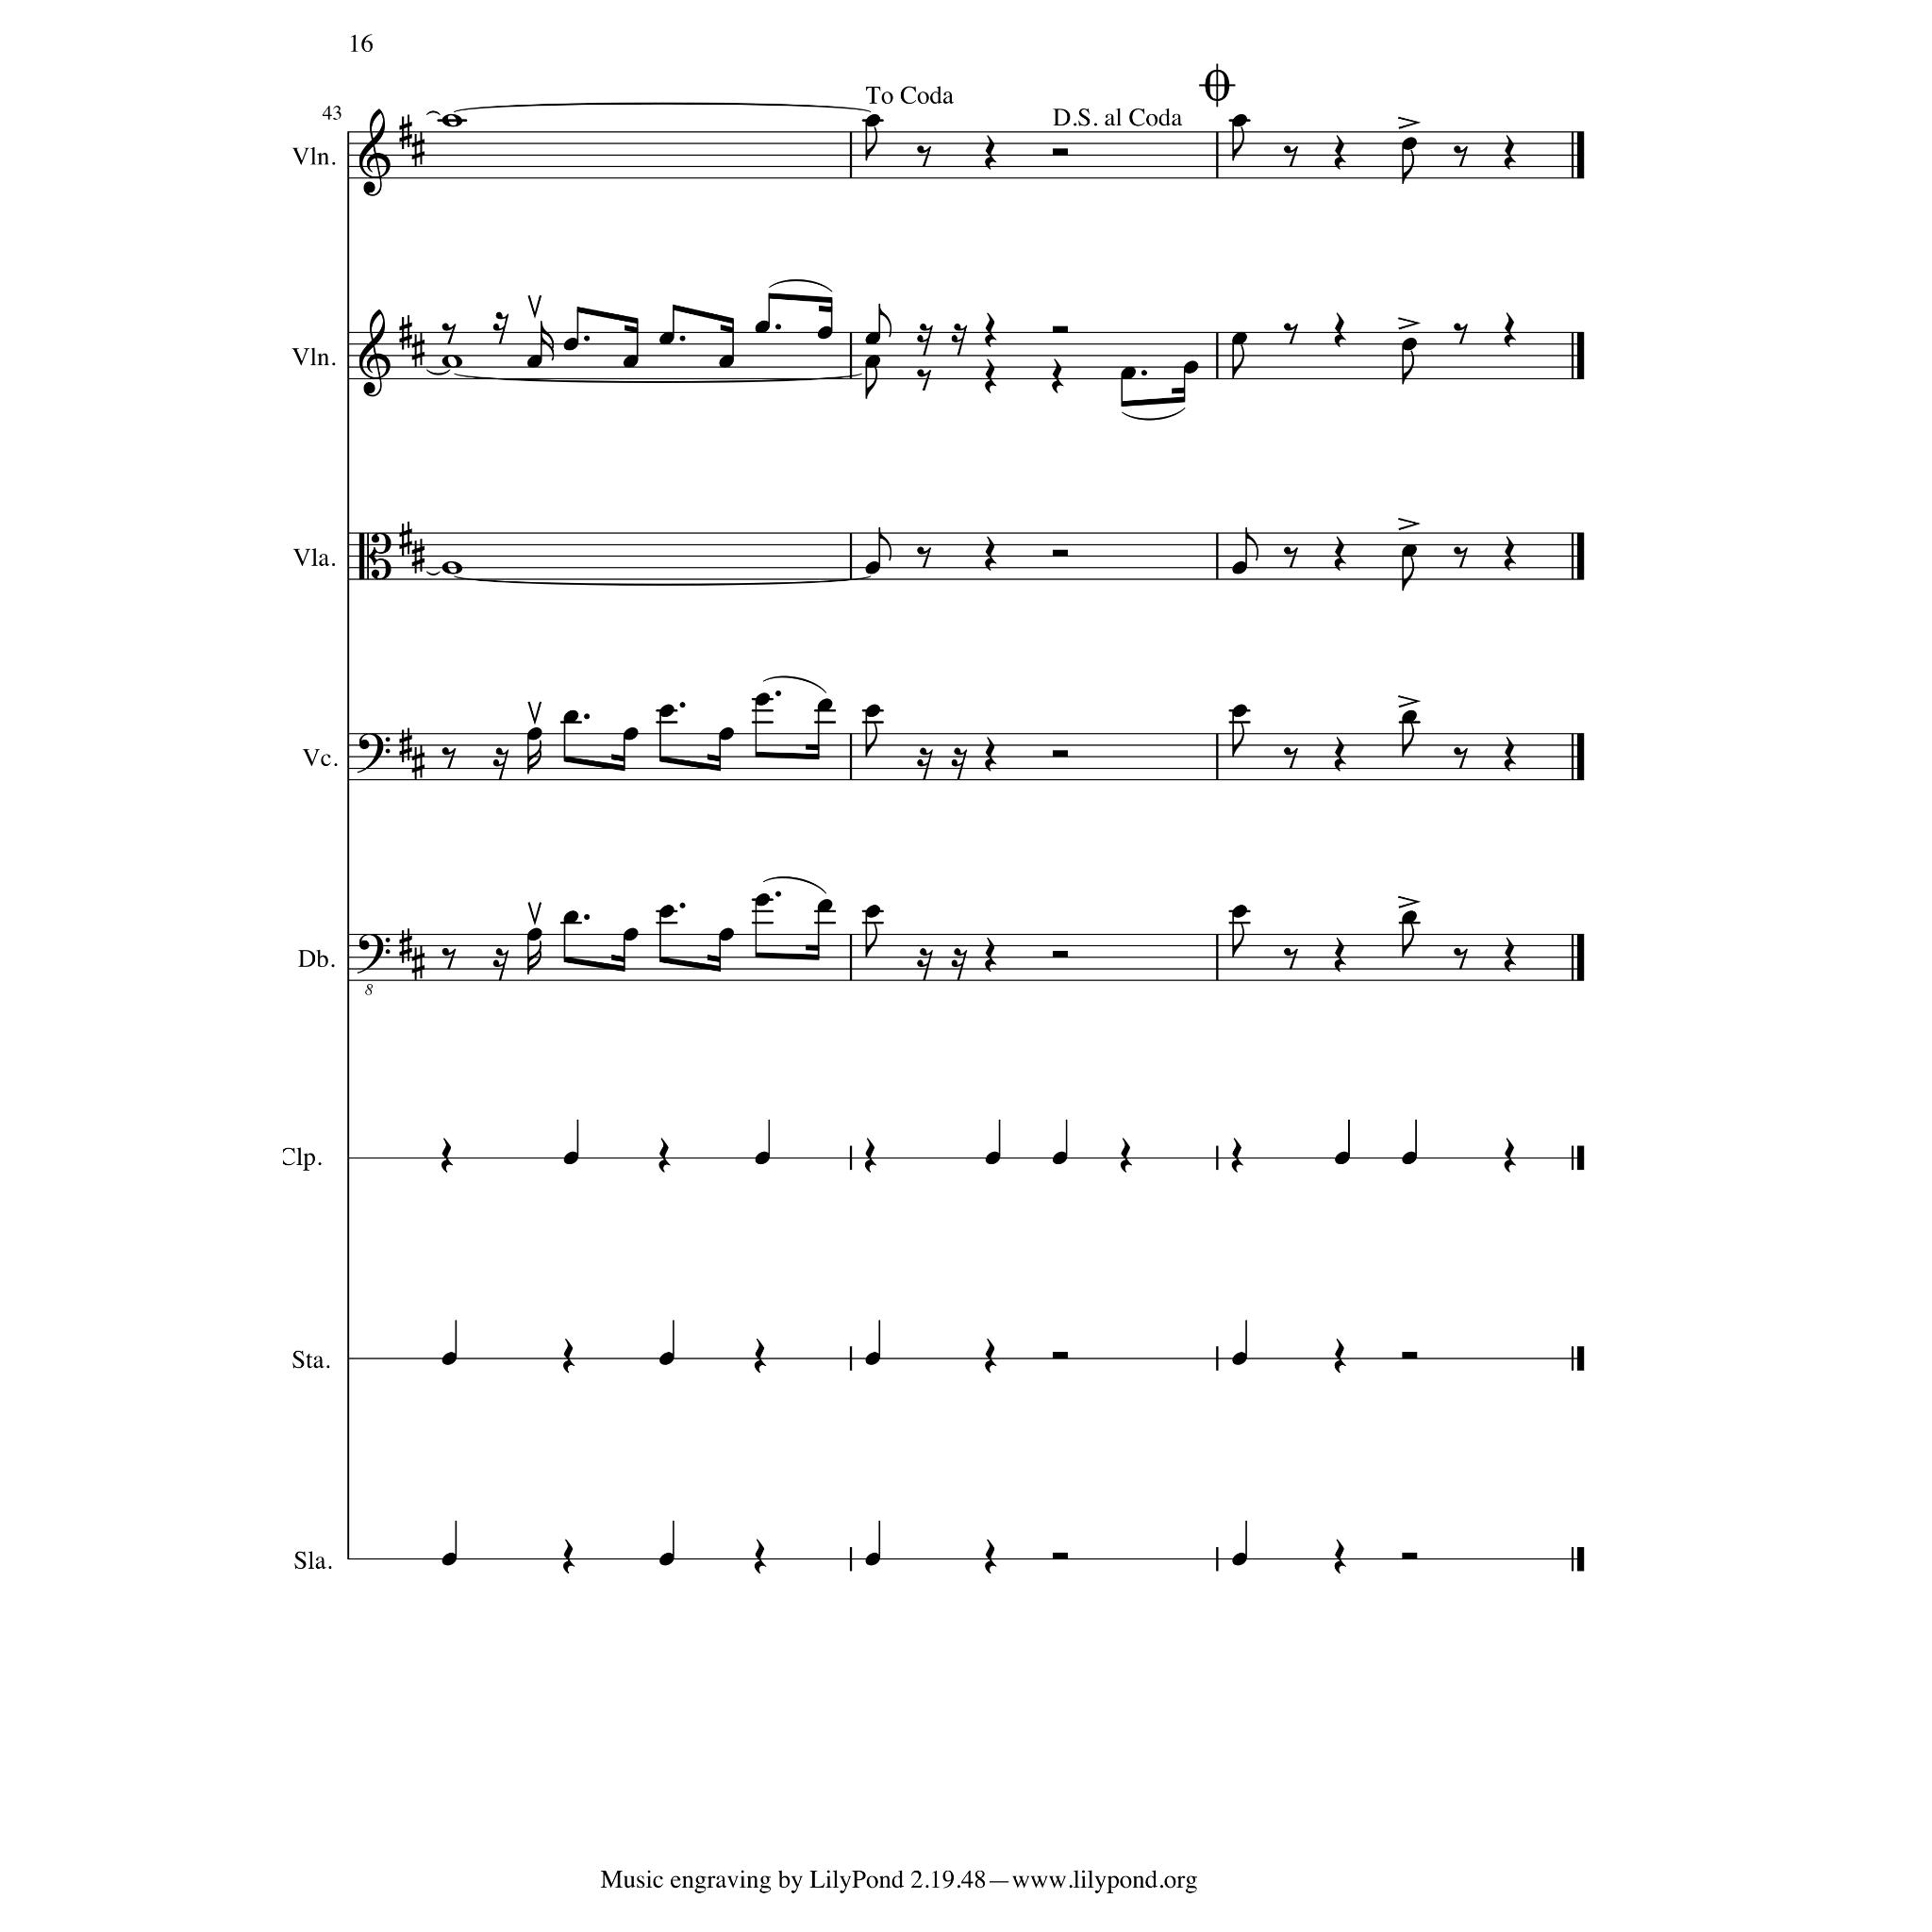 16
To Coda
D.S. al Coda
43
Vln.
Vln.
Vla.
Vc.
Db.
8
Clp.
Sta.
Sla.
Music engraving by LilyPond 2.19.48—www.lilypond.org